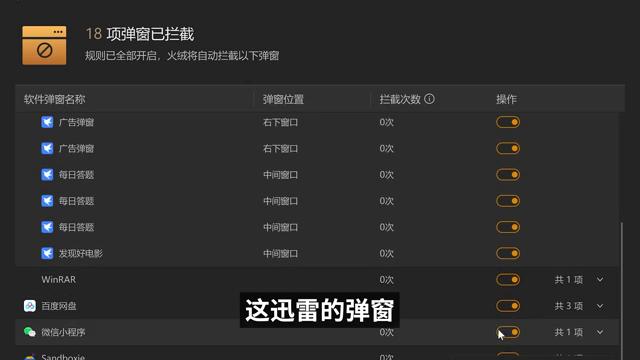 18 项弹窗已拦截
规则已全部开启，火绒将自动拦截以下弹窗
软件弹窗名称 弹窗位置 拦截次数 操作
广告弹窗 右下窗口 0次
广告弹窗 右下窗口 0次
每日答题 中间窗口 0次
每日答题 中间窗口 0次
每日答题 中间窗口 0次
发现好电影 中间窗口 0次
WinRAR 0次 共 1 项
百度网盘 0次 共 3 项
这迅雷的弹窗
微信小程序 0次 共 1 项
Sandboxie